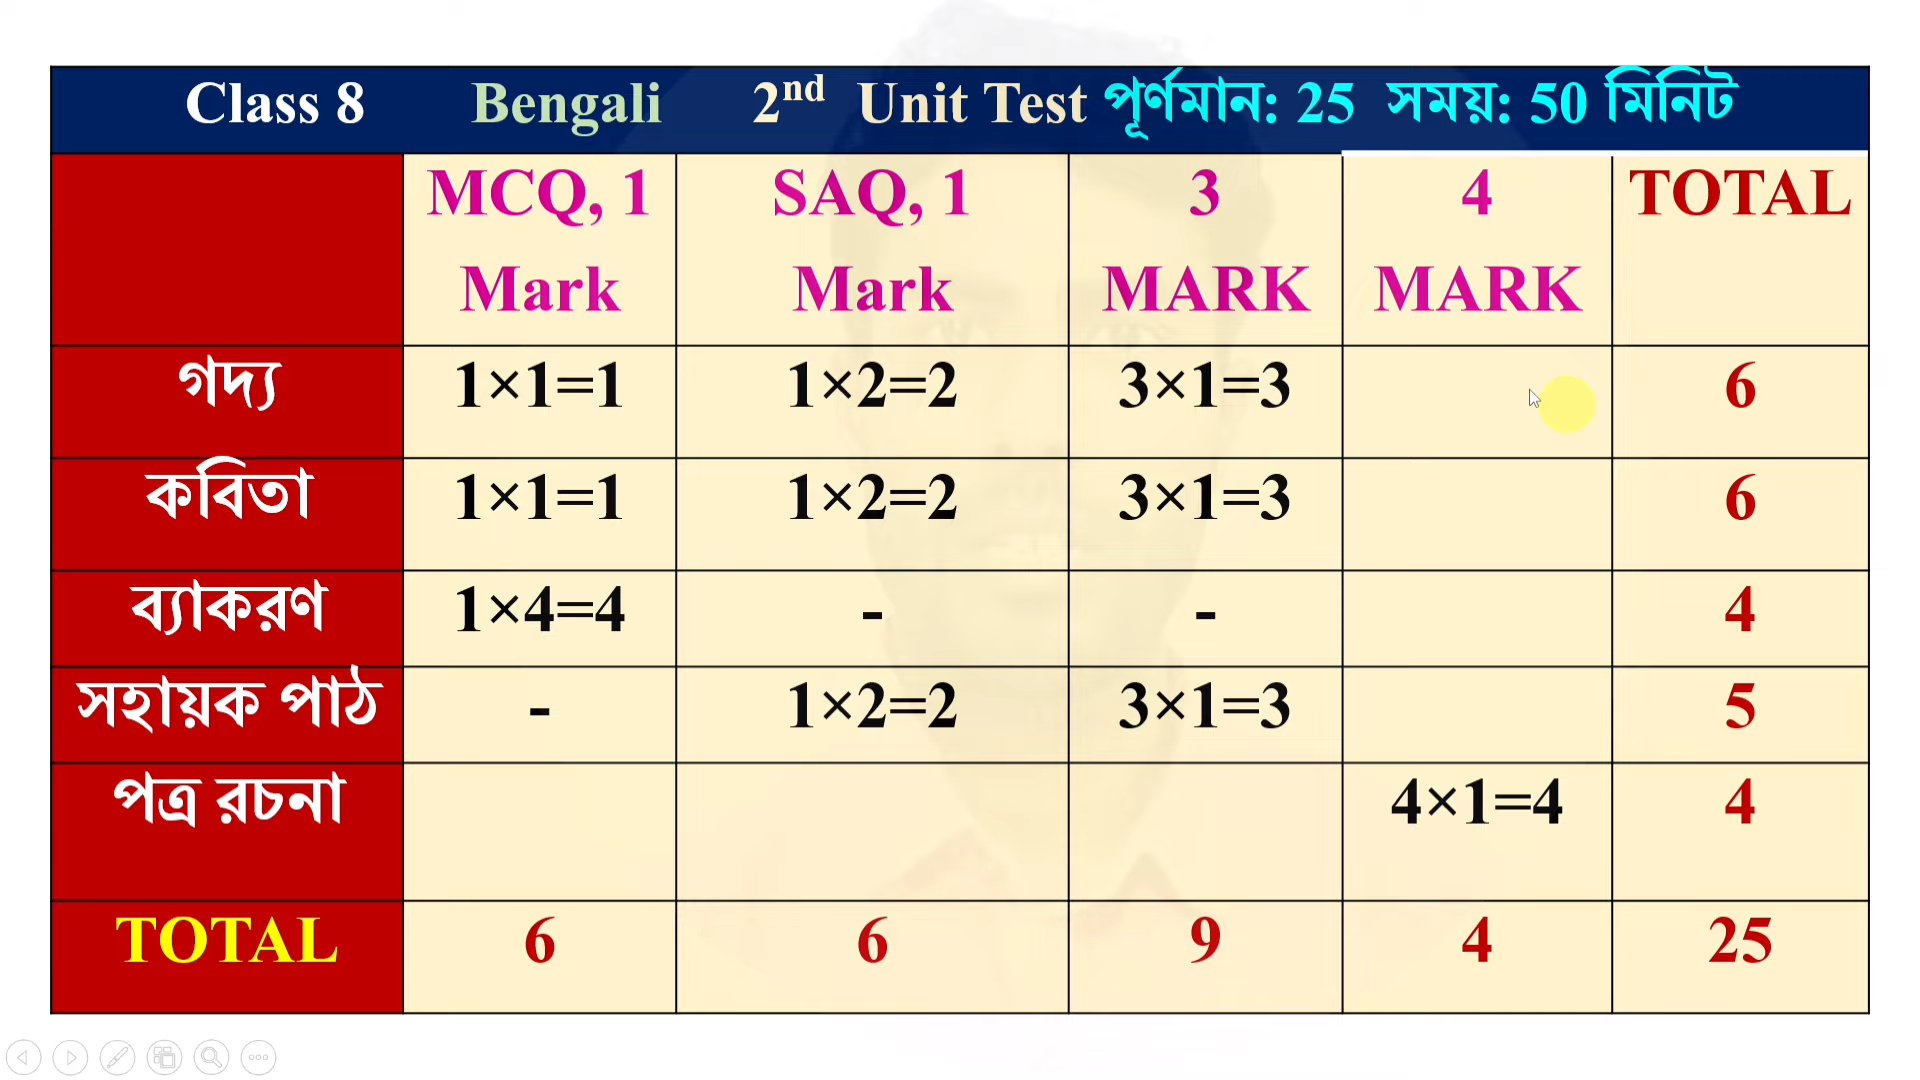 Class 8 Bengali 2nd Unit Test পূর্ণমান: 25 সময়: 50 মিনিট
MCQ, 1 Mark SAQ, 1 Mark 3 MARK 4 MARK TOTAL
গদ্য 1×1=1 1×2=2 3×1=3 6
কবিতা 1×1=1 1×2=2 3×1=3 6
ব্যাকরণ 1×4=4 - - 4
সহায়ক পাঠ - 1×2=2 3×1=3 5
পত্র রচনা 4×1=4 4
TOTAL 6 6 9 4 25